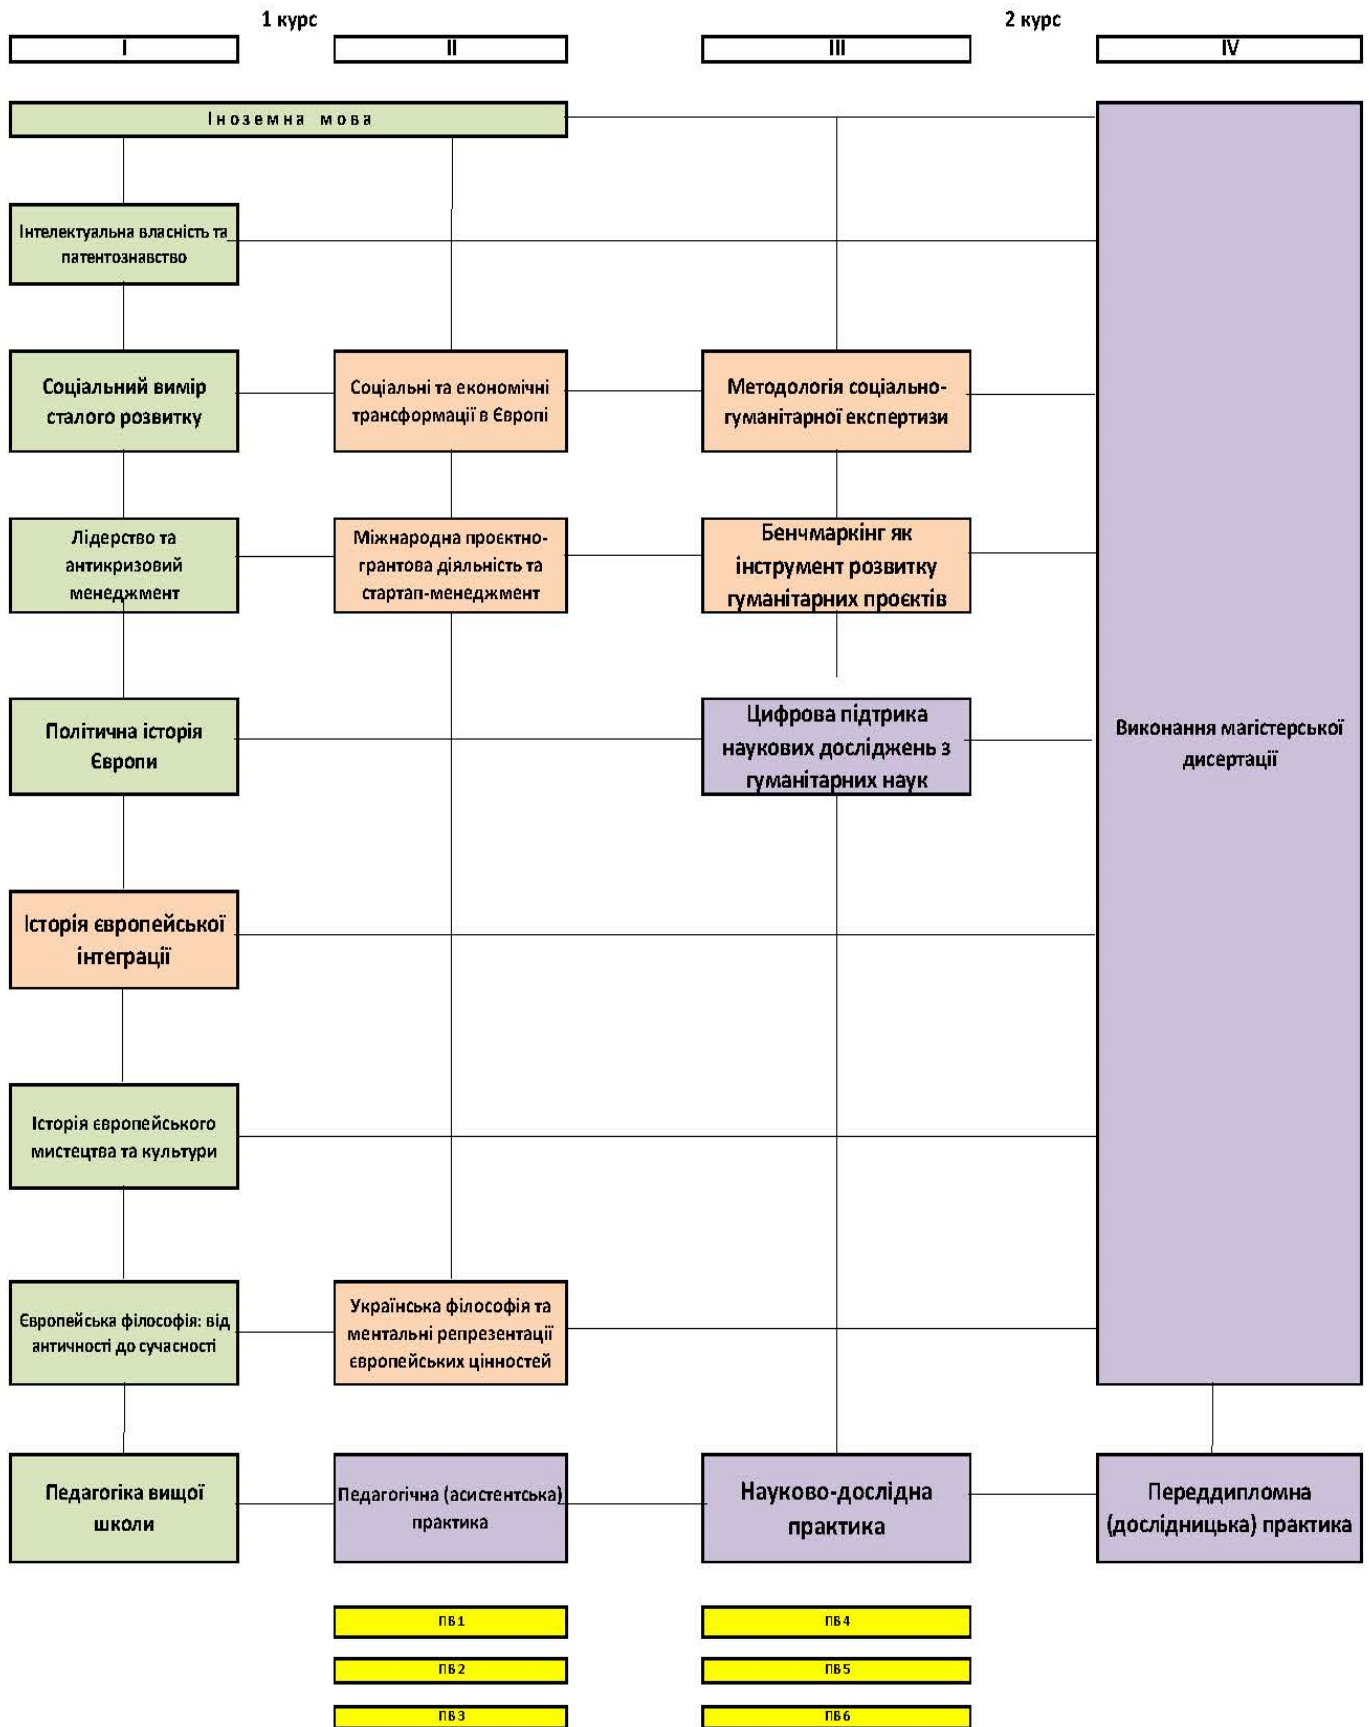 1 курс
2 курс
I
II
III
IV
Іноземна мова
Інтелектуальна власність та
патентознавство
Соціальний вимір
сталого розвитку
Соціальні та економічні
трансформації в Європі
Методологія соціально-
гуманітарної експертизи
Лідерство та
антикризовий
менеджмент
Міжнародна проєктно-
грантова діяльність та
стартап-менеджмент
Бенчмаркінг як
інструмент розвитку
гуманітарних проєктів
Політична історія
Європи
Цифрова підтрика
наукових досліджень з
гуманітарних наук
Виконання магістерської
дисертації
Історія європейської
інтеграції
Історія європейського
мистецтва та культури
Європейська філософія: від
античності до сучасності
Українська філософія та
ментальні репрезентації
європейських цінностей
Педагогіка вищої
школи
Педагогічна (асистентська)
практика
Науково-дослідна
практика
Переддипломна
(дослідницька) практика
ПВ1
ПВ4
ПВ2
ПВ5
ПВ3
ПВ6